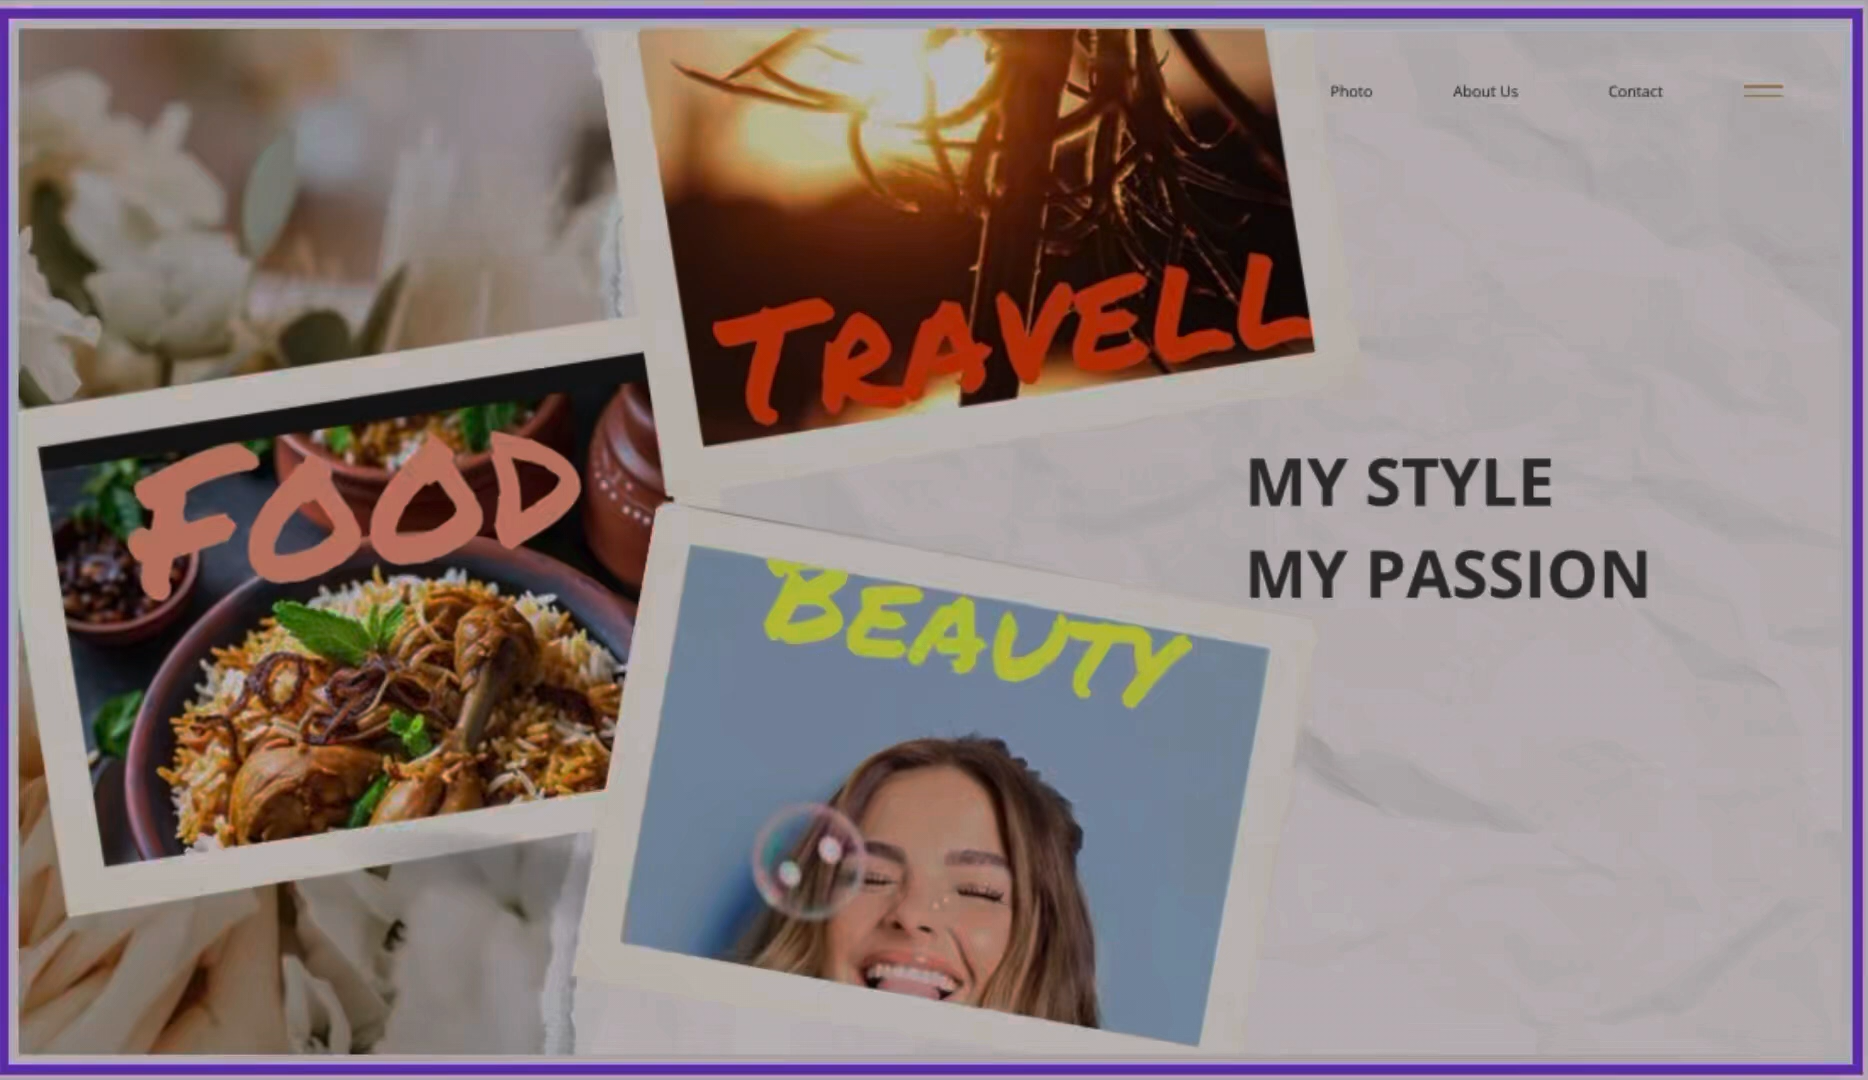 Photo About Us Contact
TRAVELL
FOOD
MY STYLE
MY PASSION
BEAUTY